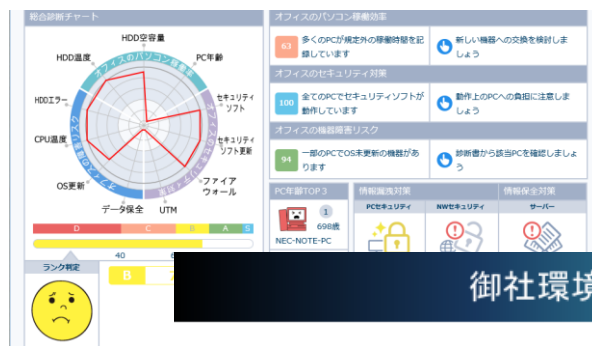 総合診断チャート
HDD空容量
HDD温度
PC年齢
HDDエラー
セキュリティ
ソフト
CPU温度
セキュリティ
ソフト更新
OS更新
ファイア
ウォール
データ保全
UTM
オフィスのパソコン稼働率
オフィスのセキュリティ対策
D
C
B
A
S
40
ランク判定
B
オフィスのパソコン稼働効率
63
多くのPCが規定外の稼働時間を記
録しています
新しい機器への交換を検討しま
しょう
オフィスのセキュリティ対策
100
全てのPCでセキュリティソフトが
動作しています
動作上のPCへの負担に注意しま
しょう
オフィスの機器障害リスク
94
一部のPCでOS未更新の機器があ
ります
診断書から該当PCを確認しましょ
う
PC年齢TOP3
情報漏洩対策
情報保全対策
1
698歳
NEC-NOTE-PC
PCセキュリティ
NWセキュリティ
サーバー
御社環境